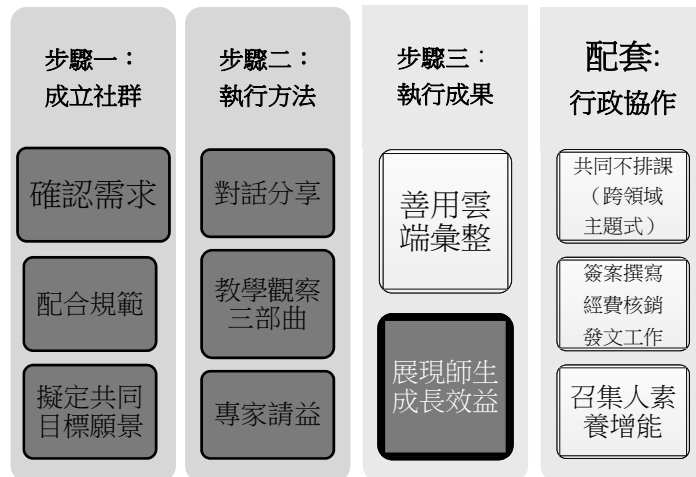 步驟一：
成立社群
確認需求
配合規範
擬定共同
目標願景
步驟二：
執行方法
對話分享
教學觀察
三部曲
專家請益
步驟三：
執行成果
善用雲
端彙整
展現師生
成長效益
配套:
行政協作
共同不排課
（跨領域
主題式）
簽案撰寫
經費核銷
發文工作
召集人素
養增能